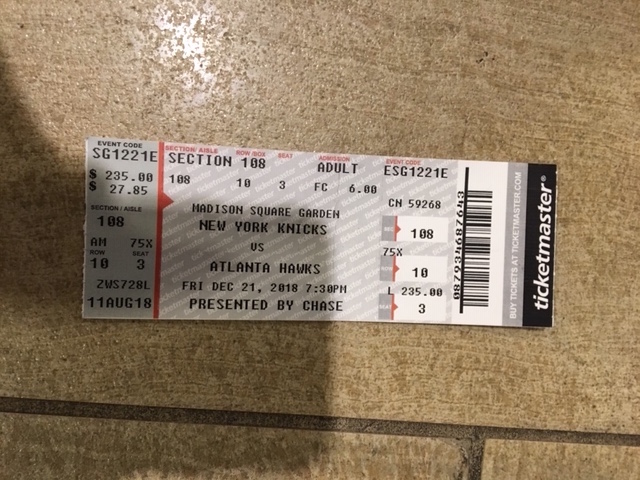 EVENT CODE
SG1221E
$ 235.00
$ 27.85
SECTION / AISLE
108
AM 75X
ROW SEAT
10 3
ZWS728L
11AUG18
SECTION/AISLE ROW/BOX SEAT ADMISSION EVENT CODE
SECTION 108 ADULT ESG1221E
108 10 3 FC 6.00
MADISON SQUARE GARDEN
NEW YORK KNICKS
VS
ATLANTA HAWKS
FRI DEC 21, 2018 7:30PM
PRESENTED BY CHASE
CN 59268
108
75X
10
L 235.00
SEAT 3
BUY TICKETS AT TICKETMASTER.COM
ticketmaster®